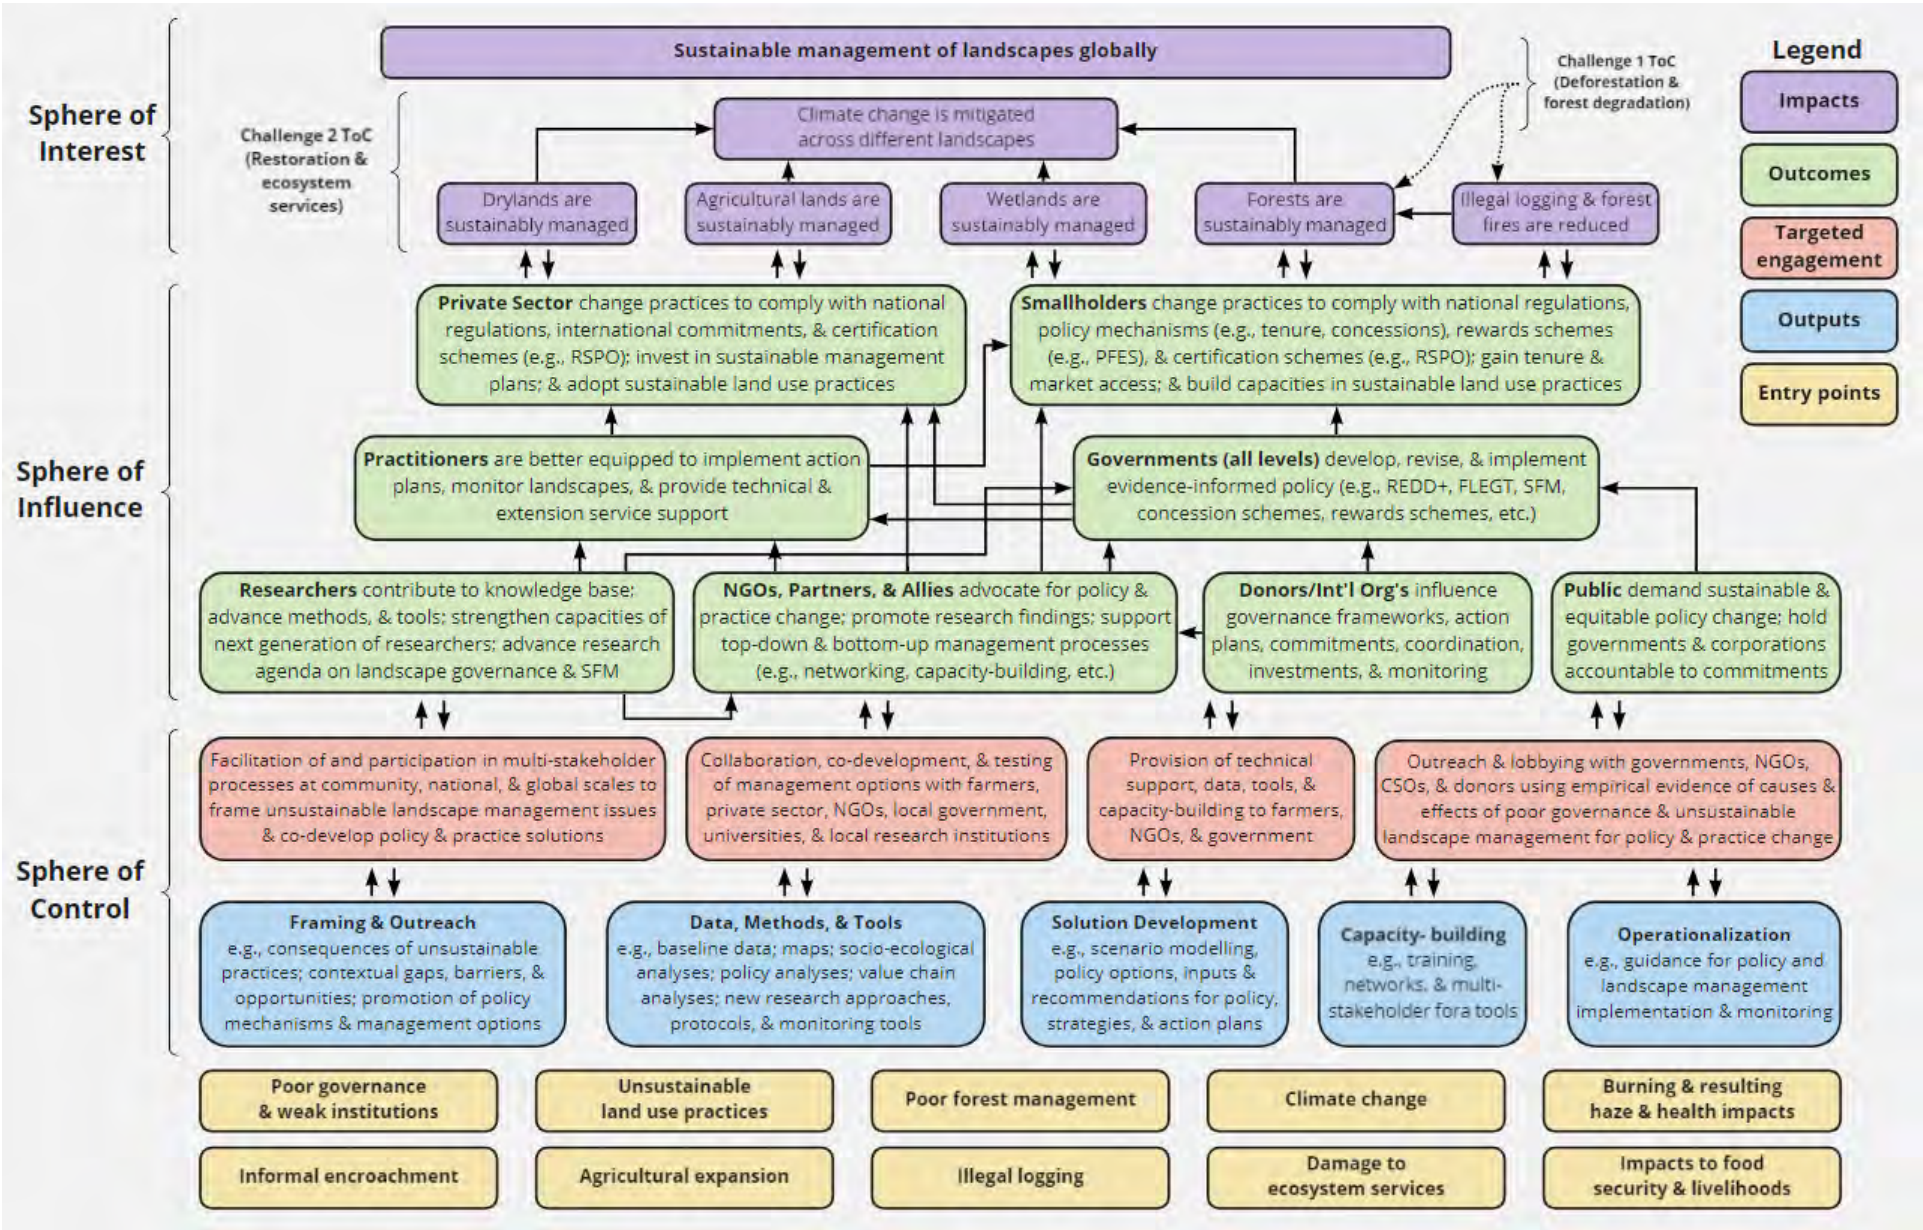 Sustainable management of landscapes globally
Sphere of
Interest
Challenge 2 ToC
(Restoration &
ecosystem
services)
Climate change is mitigated
across different landscapes
Challenge 1 ToC
(Deforestation &
forest degradation)
Drylands are
sustainably managed
Agricultural lands are
sustainably managed
Wetlands are
sustainably managed
Forests are
sustainably managed
Illegal logging & forest
fires are reduced
Legend
Impacts
Outcomes
Targeted
engagement
Outputs
Entry points
Sphere of
Influence
Private Sector change practices to comply with national
regulations, international commitments, & certification
schemes (e.g., RSPO); invest in sustainable management
plans; & adopt sustainable land use practices
Smallholders change practices to comply with national regulations,
policy mechanisms (e.g., tenure, concessions), rewards schemes
(e.g., PFES), & certification schemes (e.g., RSPO); gain tenure &
market access; & build capacities in sustainable land use practices
Practitioners are better equipped to implement action
plans, monitor landscapes, & provide technical &
extension service support
Governments (all levels) develop, revise, & implement
evidence-informed policy (e.g., REDD+, FLEGT, SFM,
concession schemes, rewards schemes, etc.)
Researchers contribute to knowledge base;
advance methods, & tools; strengthen capacities of
next generation of researchers; advance research
agenda on landscape governance & SFM
NGOs, Partners, & Allies advocate for policy &
practice change; promote research findings; support
top-down & bottom-up management processes
(e.g., networking, capacity-building, etc.)
Donors/Int'l Org's influence
governance frameworks, action
plans, commitments, coordination,
investments, & monitoring
Public demand sustainable &
equitable policy change; hold
governments & corporations
accountable to commitments
Sphere of
Control
Facilitation of and participation in multi-stakeholder
processes at community, national, & global scales to
frame unsustainable landscape management issues
& co-develop policy & practice solutions
Collaboration, co-development, & testing
of management options with farmers,
private sector, NGOs, local government,
universities, & local research institutions
Provision of technical
support, data, tools, &
capacity-building to farmers,
NGOs, & government
Outreach & lobbying with governments, NGOs,
CSOs, & donors using empirical evidence of causes &
effects of poor governance & unsustainable
landscape management for policy & practice change
Framing & Outreach
e.g., consequences of unsustainable
practices; contextual gaps, barriers, &
opportunities; promotion of policy
mechanisms & management options
Data, Methods, & Tools
e.g., baseline data; maps; socio-ecological
analyses; policy analyses; value chain
analyses; new research approaches,
protocols, & monitoring tools
Solution Development
e.g., scenario modelling,
policy options, inputs &
recommendations for policy,
strategies, & action plans
Capacity- building
e.g., training,
networks, & multi-
stakeholder fora tools
Operationalization
e.g., guidance for policy and
landscape management
implementation & monitoring
Poor governance
& weak institutions
Unsustainable
land use practices
Poor forest management
Climate change
Burning & resulting
haze & health impacts
Informal encroachment
Agricultural expansion
Illegal logging
Damage to
ecosystem services
Impacts to food
security & livelihoods